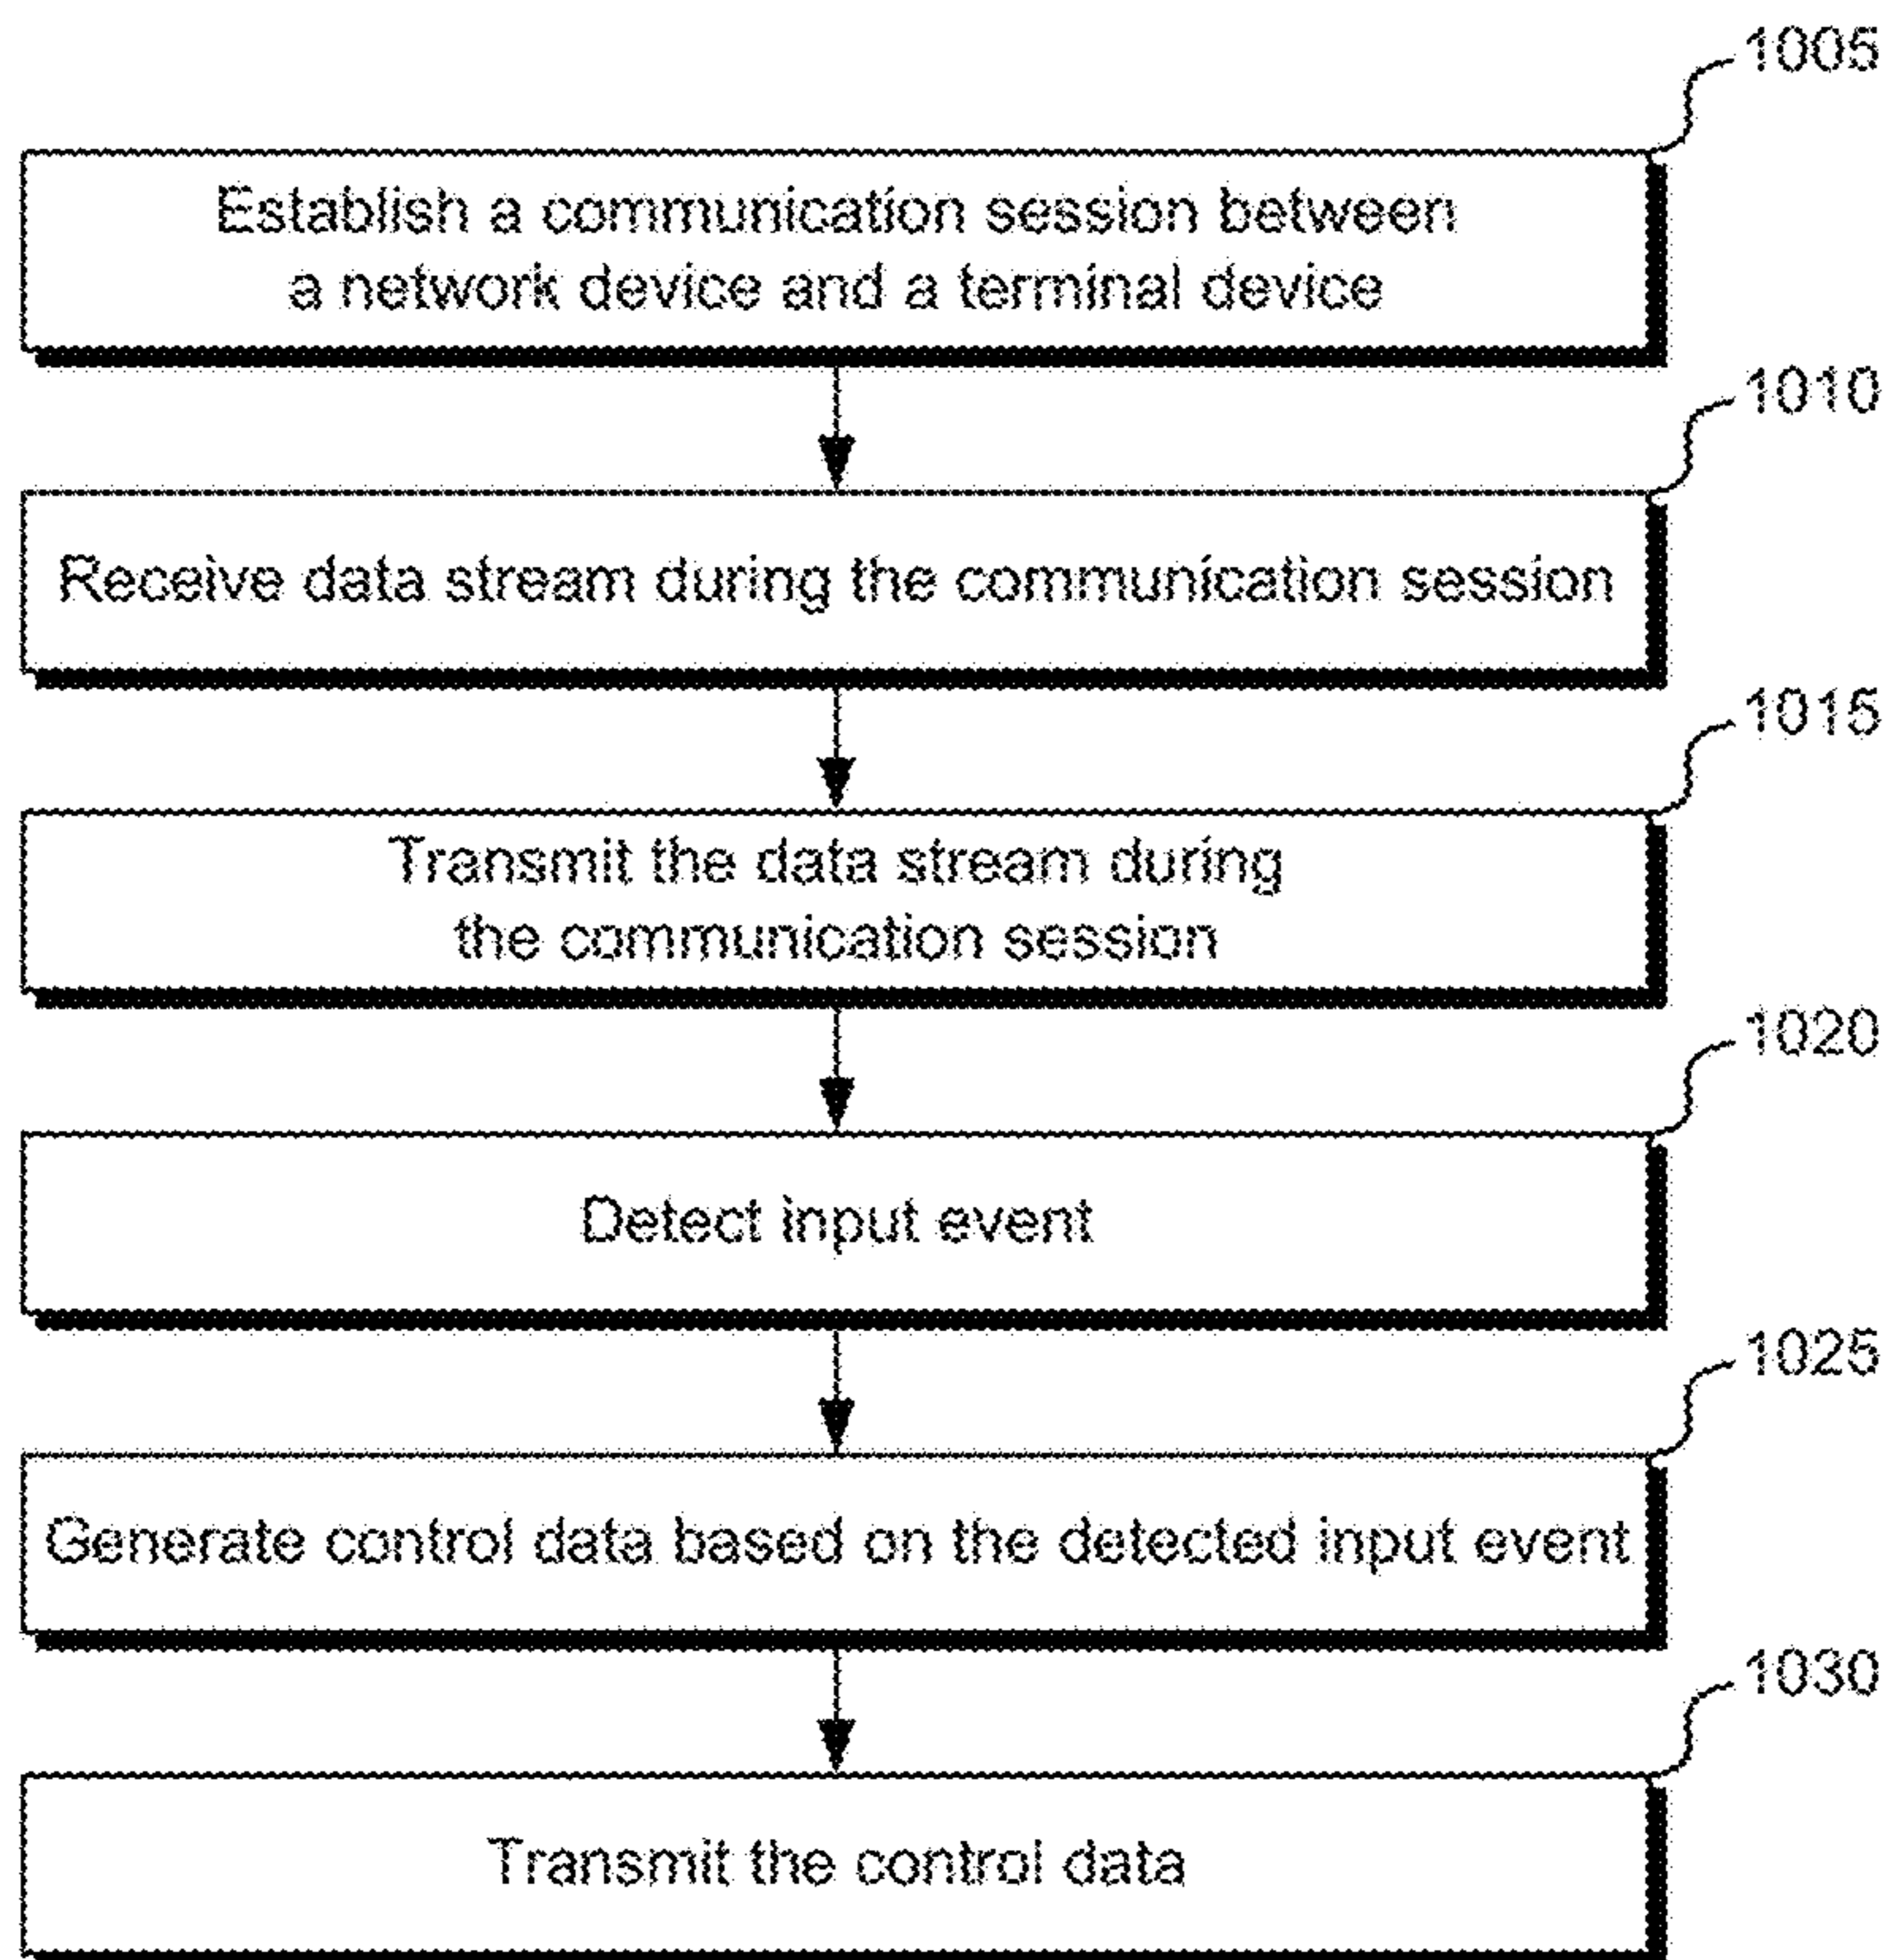 1005
Establish a communication session between
a network device and a terminal device
1010
Receive data stream during the communication session
1015
Transmit the data stream during
the communication session
1020
Detect input event
1025
Generate control data based on the detected input event
1030
Transmit the control data